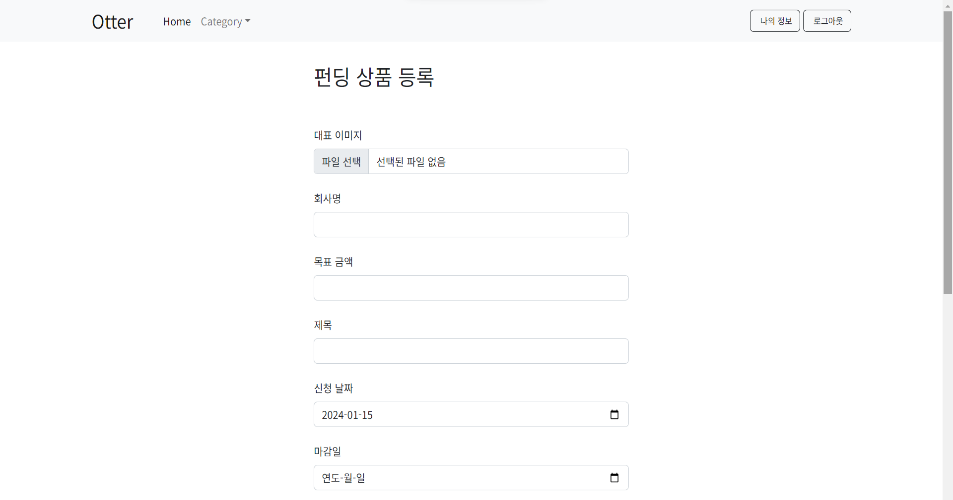 Otter Home Category 나의 정보 로그아웃
펀딩 상품 등록
대표 이미지
파일 선택 선택된 파일 없음
회사명
목표 금액
제목
신청 날짜
2024-01-15
마감일
연도-월-일